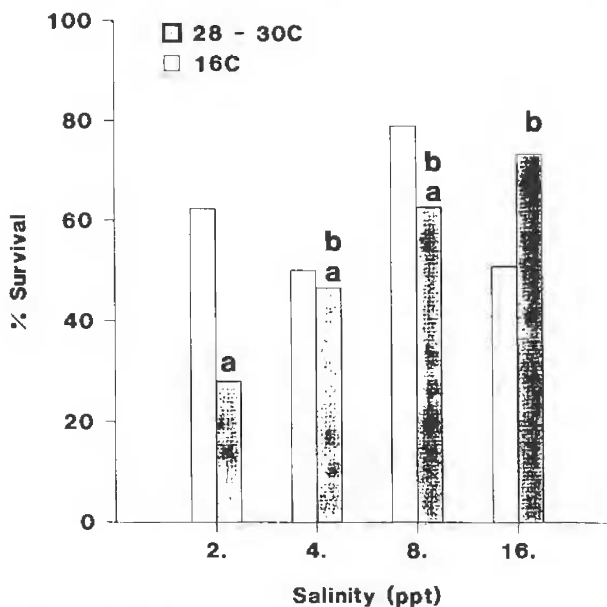 100
80
60
40
20
0
% Survival
28 - 30C
16C
a
b
a
b
a
b
2.
4.
8.
16.
Salinity (ppt)